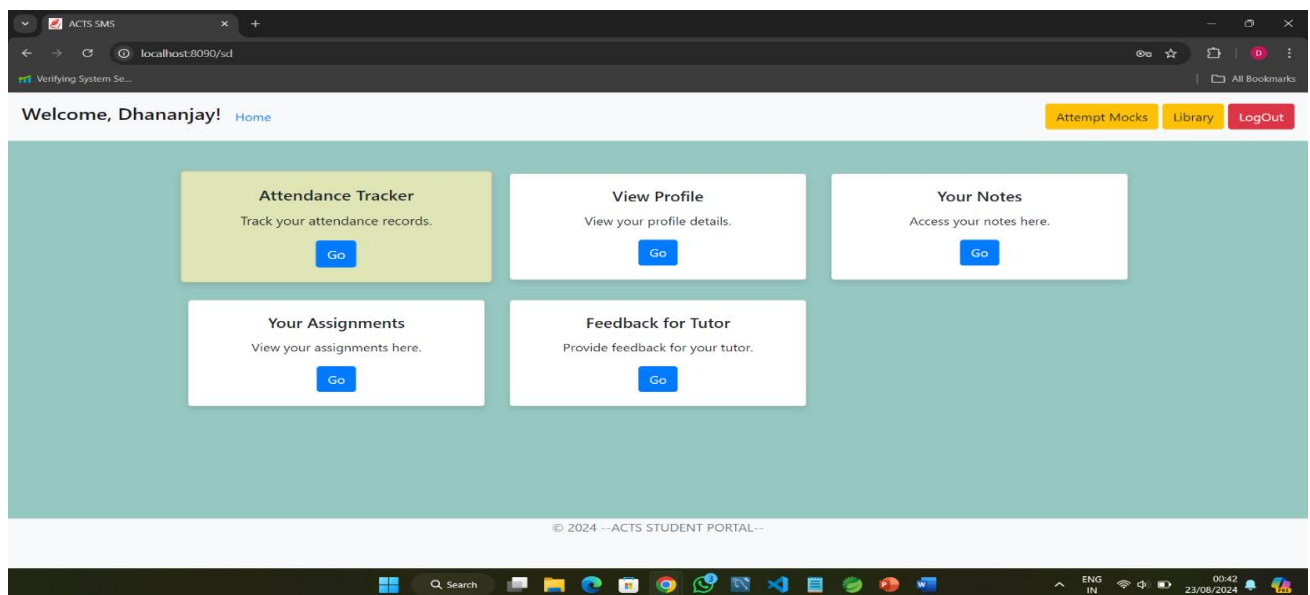 ACTS SMS
localhost:8090/sd
D
Verifying System Se...
All Bookmarks
Welcome, Dhananjay! Home Attempt Mocks Library LogOut
Attendance Tracker
Track your attendance records.
Go
View Profile
View your profile details.
Go
Your Notes
Access your notes here.
Go
Your Assignments
View your assignments here.
Go
Feedback for Tutor
Provide feedback for your tutor.
Go
© 2024 --ACTS STUDENT PORTAL--
Search
ENG
IN
00:42
23/08/2024